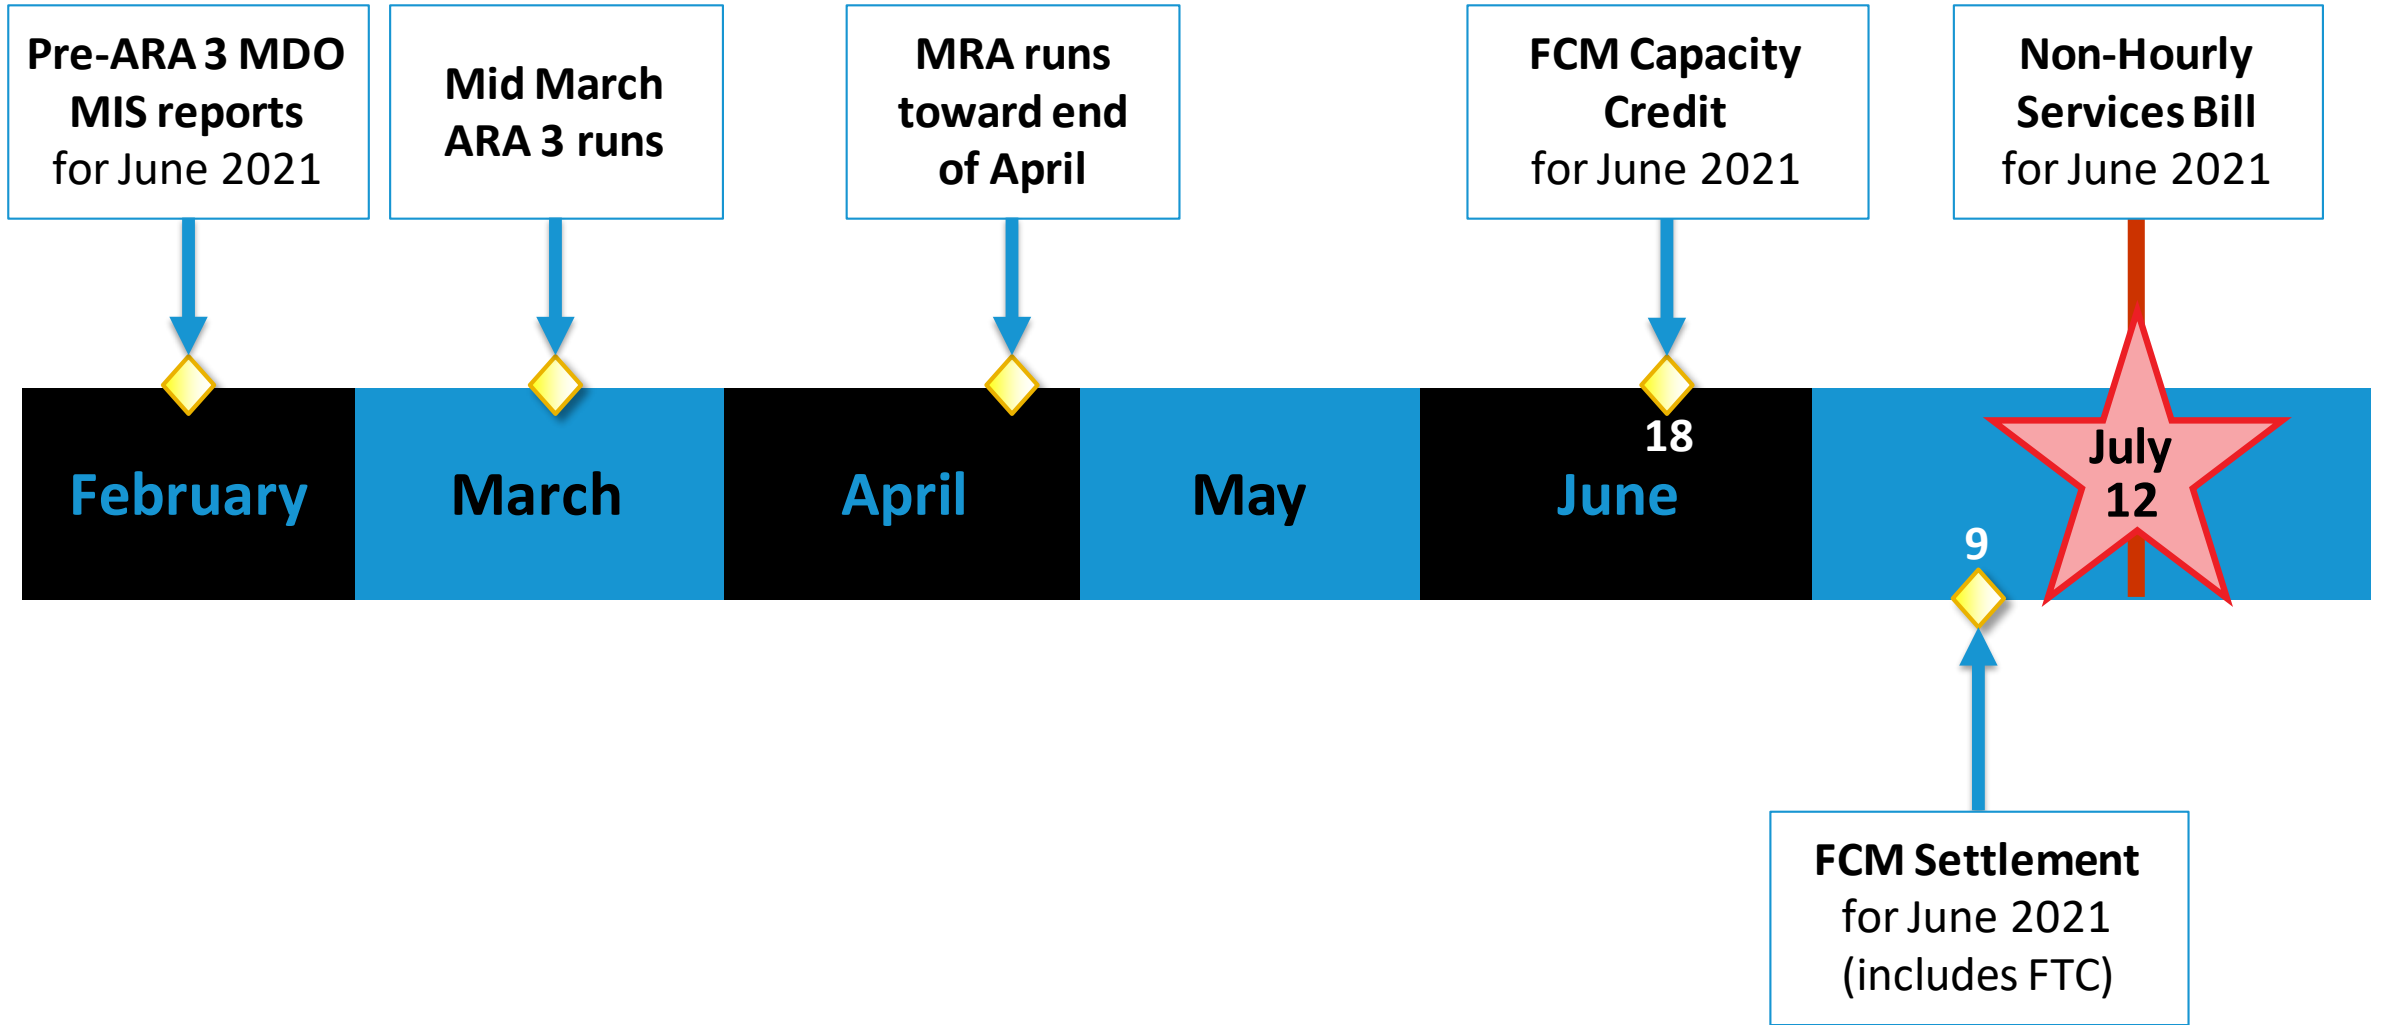 Pre-ARA 3 MDO
MIS reports
for June 2021
Mid March
ARA 3 runs
MRA runs
toward end
of April
FCM Capacity
Credit
for June 2021
Non-Hourly
Services Bill
for June 2021
February
March
April
May
18
June
9
July
12
FCM Settlement
for June 2021
(includes FTC)